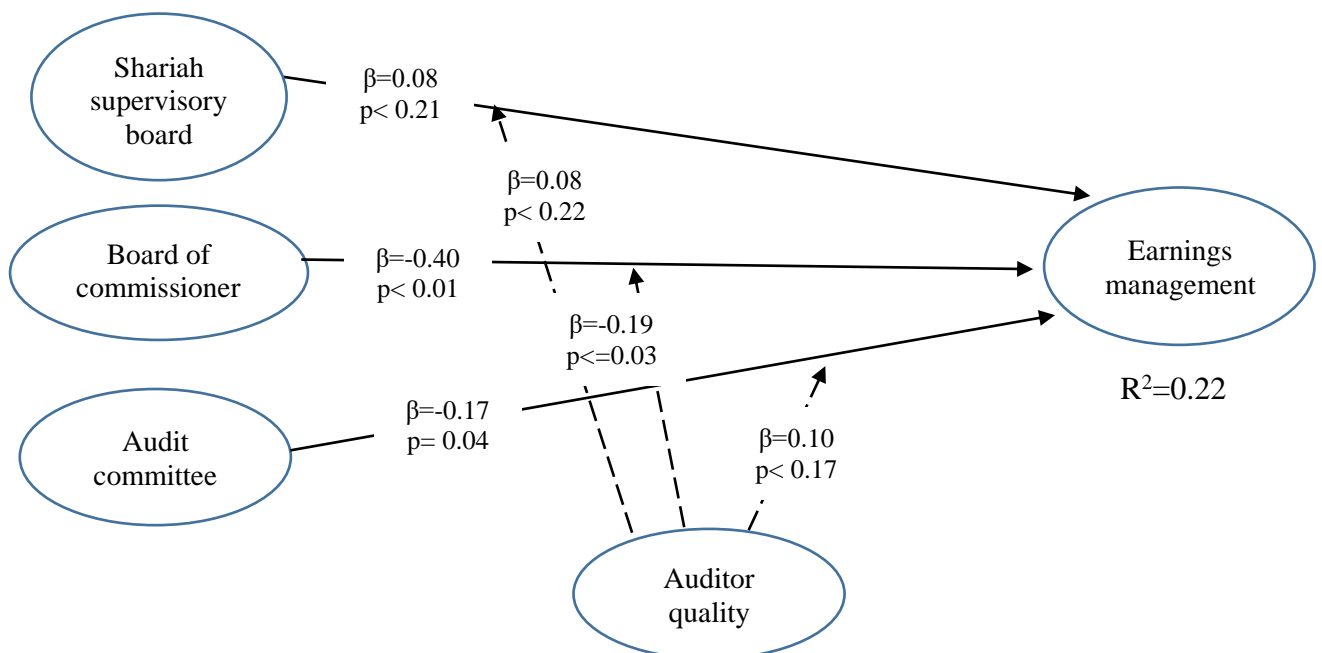 Shariah
supervisory
board
β=0.08
p< 0.21
β=0.08
p< 0.22
Board of
commissioner
β=-0.40
p< 0.01
Earnings
management
R²=0.22
β=-0.19
p<=0.03
Audit
committee
β=-0.17
p= 0.04
β=0.10
p< 0.17
Auditor
quality